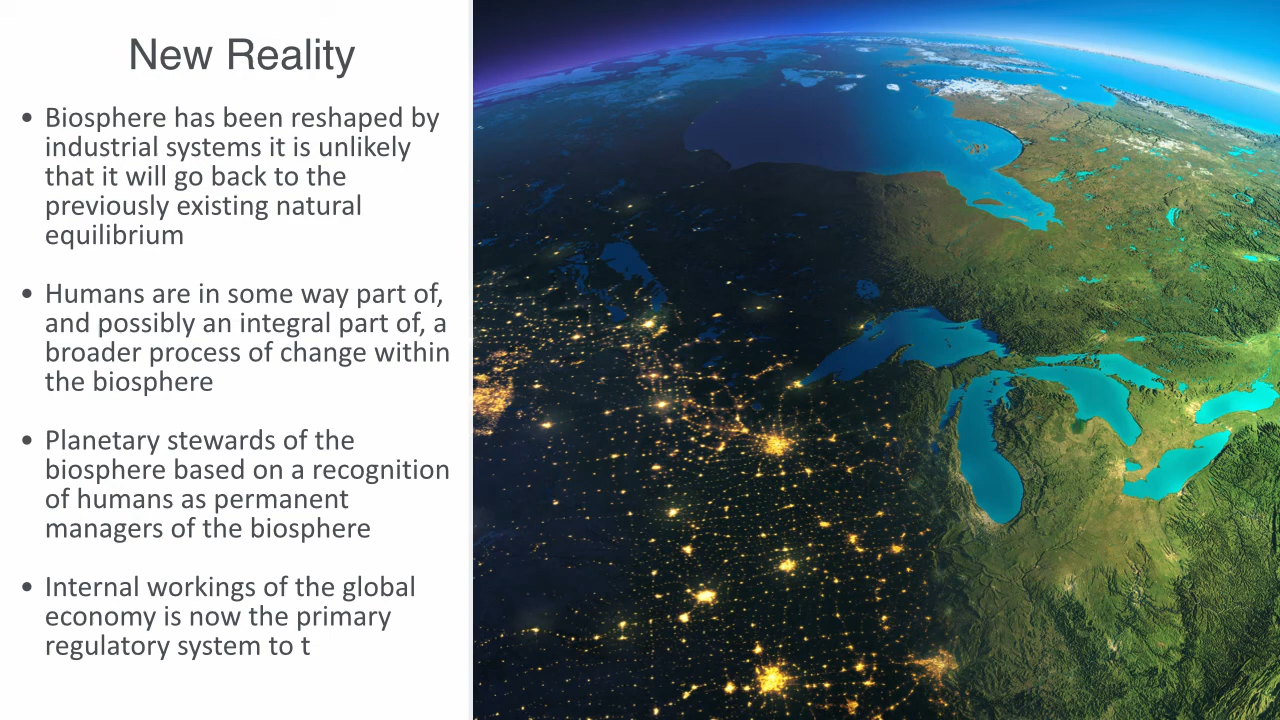 New Reality
• Biosphere has been reshaped by
industrial systems it is unlikely
that it will go back to the
previously existing natural
equilibrium
• Humans are in some way part of,
and possibly an integral part of, a
broader process of change within
the biosphere
• Planetary stewards of the
biosphere based on a recognition
of humans as permanent
managers of the biosphere
• Internal workings of the global
economy is now the primary
regulatory system to t